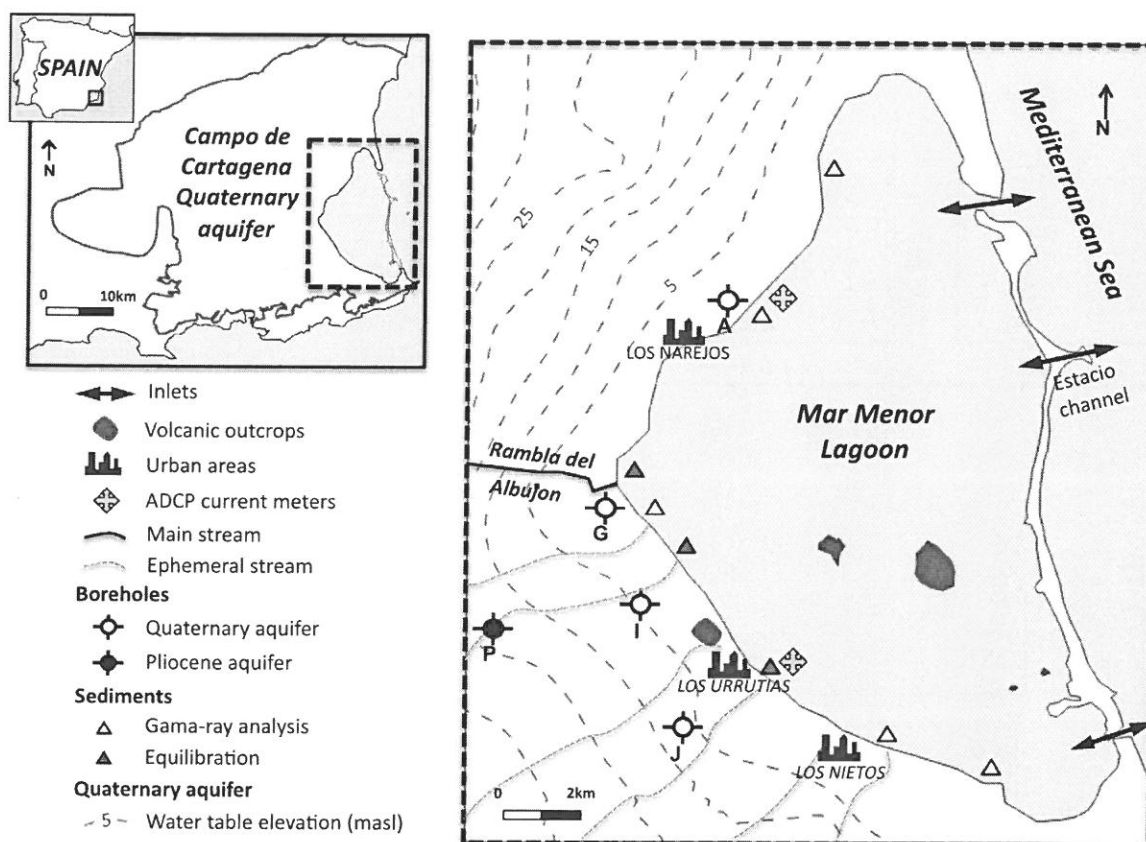 SPAIN
N
Campo de
Cartagena
Quaternary
aquifer
0 10km
Inlets
Volcanic outcrops
Urban areas
ADCP current meters
Main stream
Ephemeral stream
Boreholes
Quaternary aquifer
Pliocene aquifer
Sediments
Gama-ray analysis
Equilibration
Quaternary aquifer
5 Water table elevation (masl)
N
Mediterranean Sea
25
15
5
A
LOS NAREJOS
Estacio
channel
Mar Menor
Lagoon
Rambla del
Albujon
G
I
P
LOS URRUTIAS
J
LOS NIETOS
0 2km